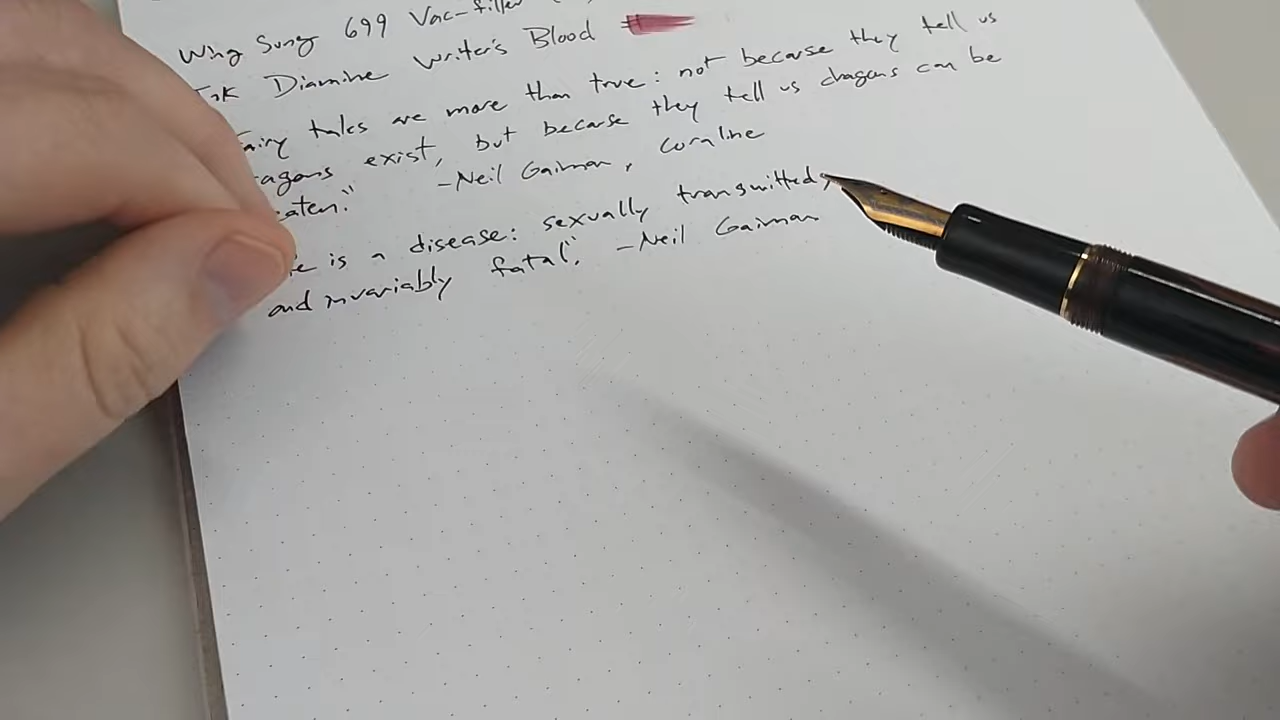 Wing Sung 699 Vac-filler
Ink Diamine Writer's Blood
Fairy tales are more than true: not because they tell us
dragons exist, but because they tell us dragons can be
eaten." -Neil Gaiman, Coraline
is a disease: sexually transmitted,
and invariably fatal". -Neil Gaiman